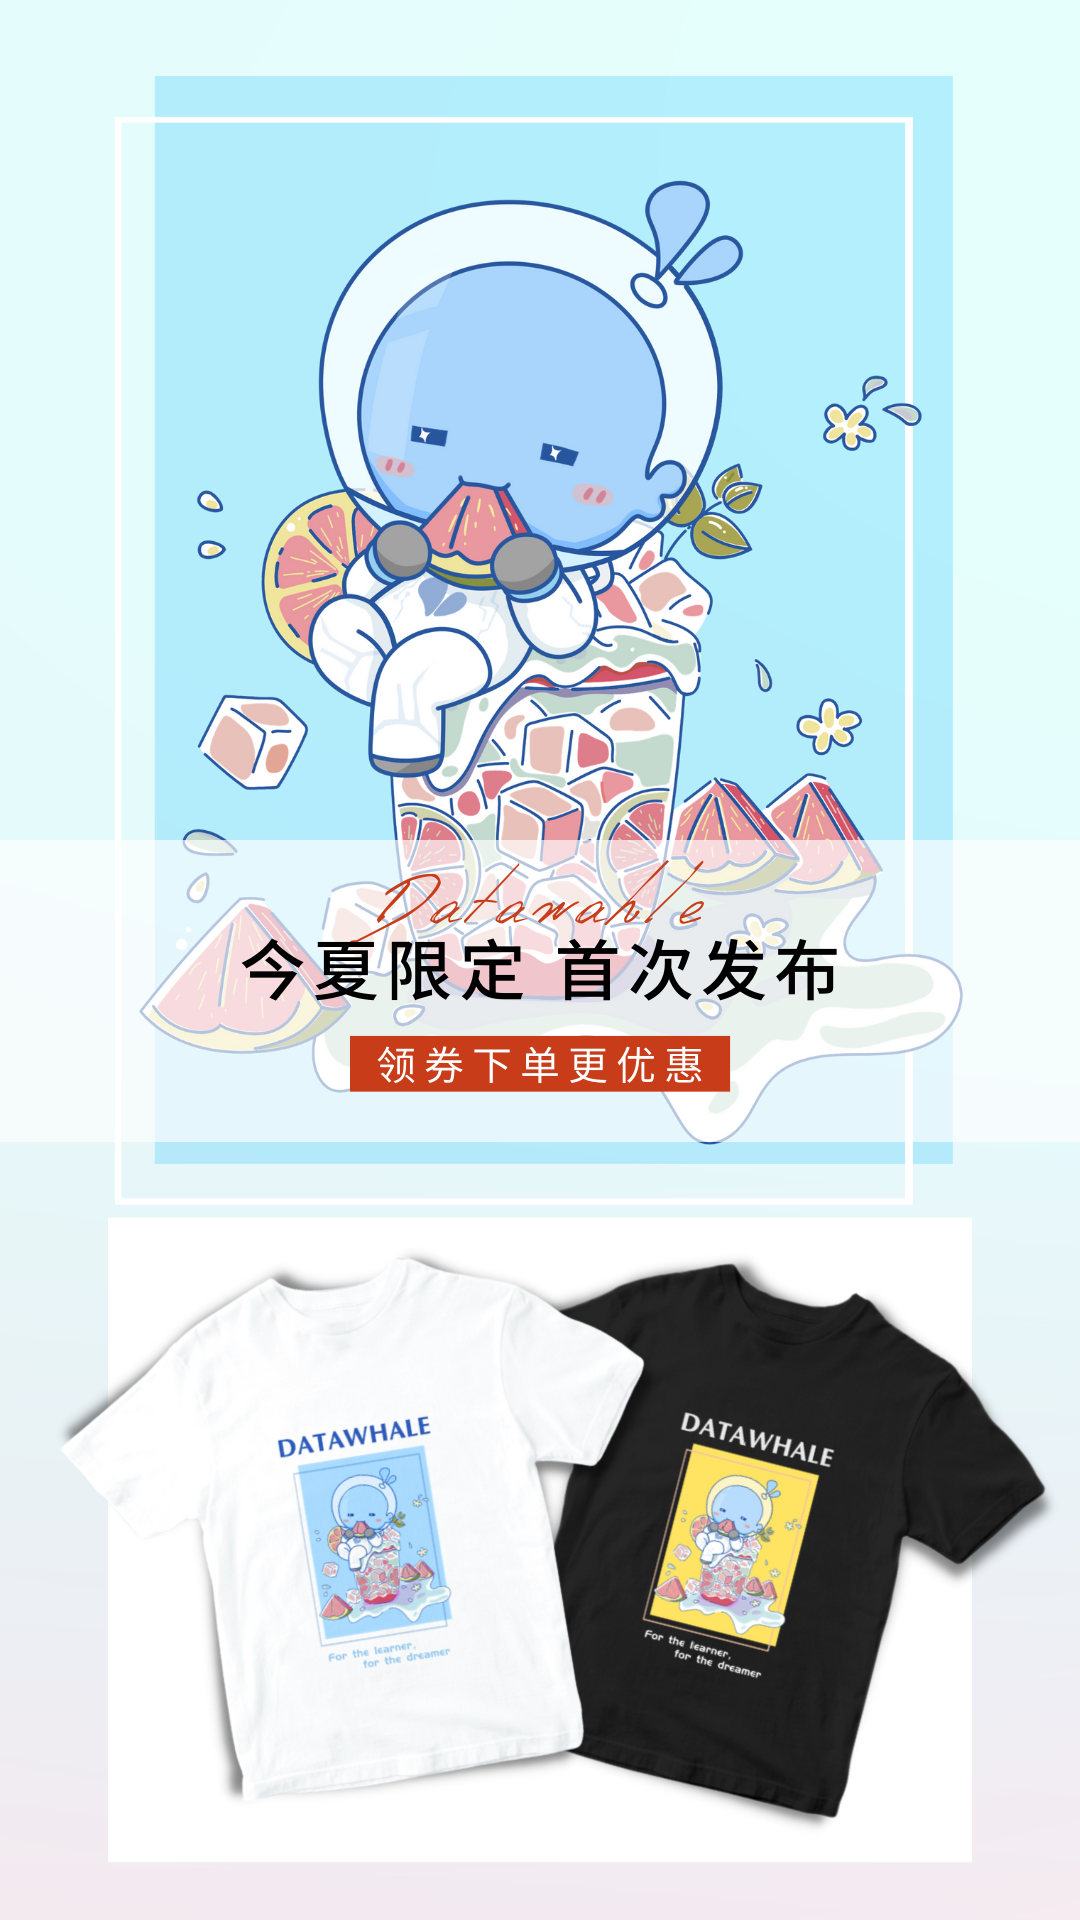 Datawahle
今夏限定 首次发布
领券下单更优惠
DATAWHALE
For the learner,
for the dreamer
DATAWHALE
For the learner,
for the dreamer